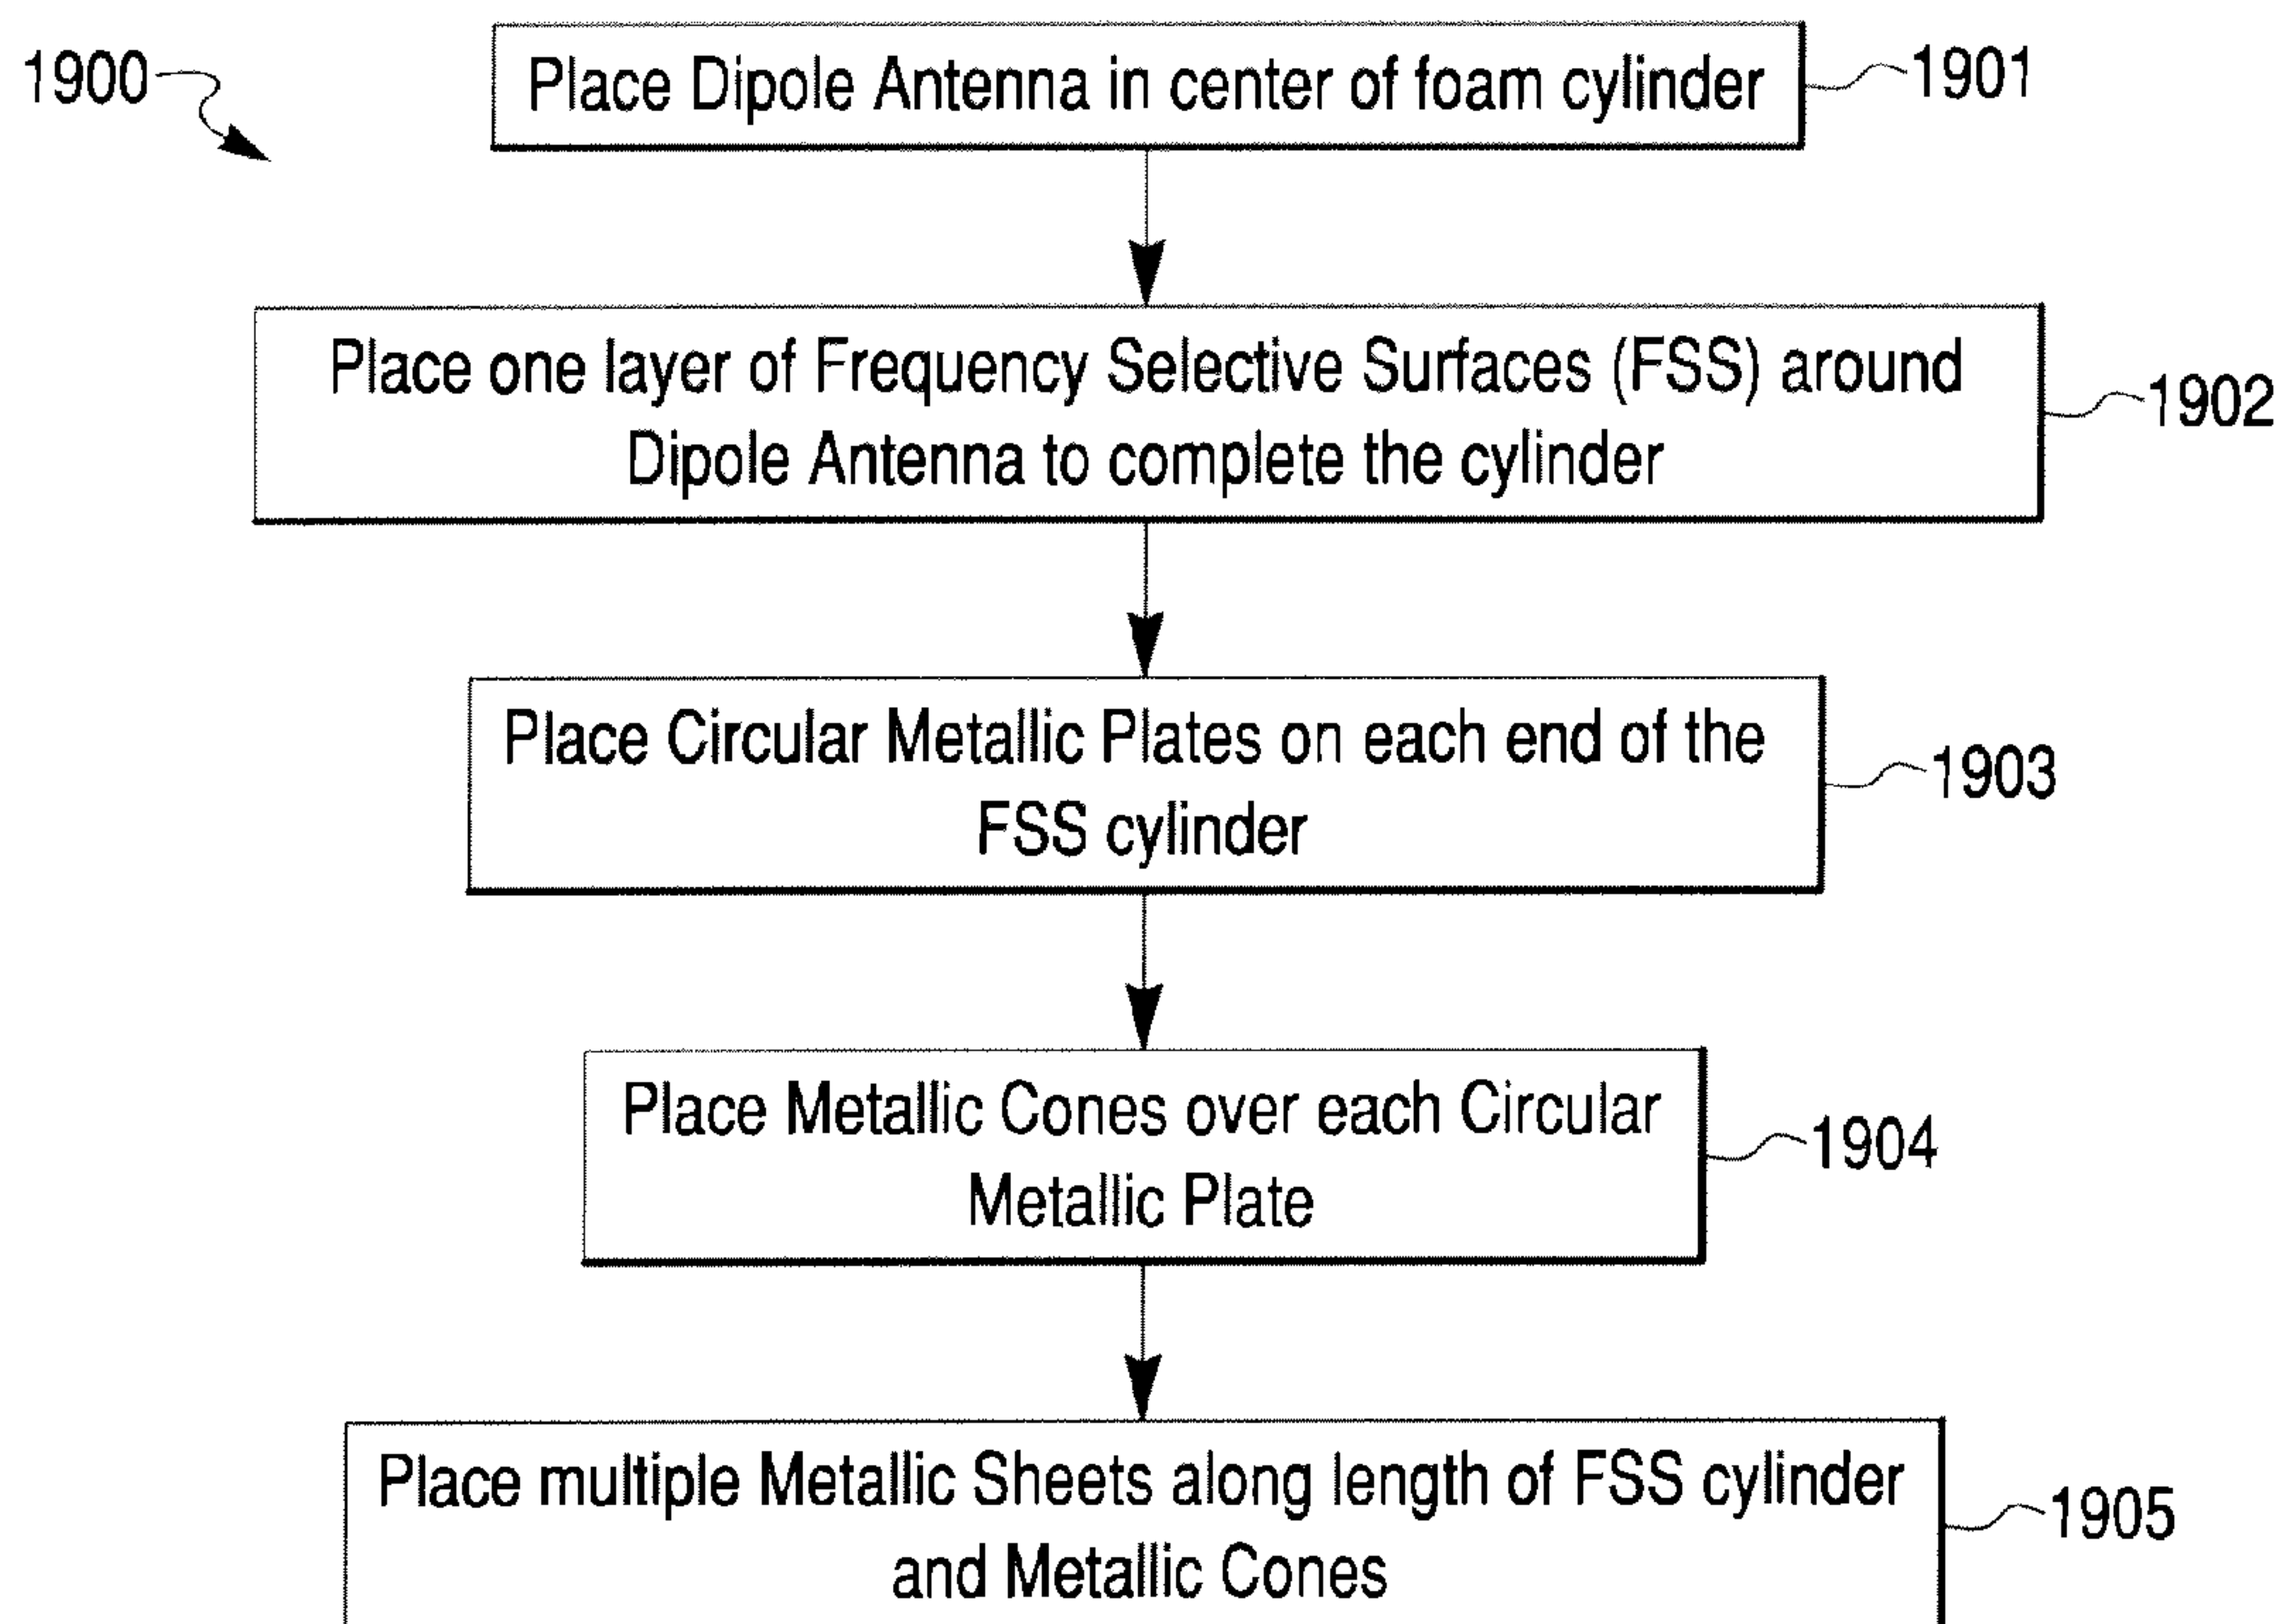 1900
Place Dipole Antenna in center of foam cylinder
1901
Place one layer of Frequency Selective Surfaces (FSS) around
Dipole Antenna to complete the cylinder
1902
Place Circular Metallic Plates on each end of the
FSS cylinder
1903
Place Metallic Cones over each Circular
Metallic Plate
1904
Place multiple Metallic Sheets along length of FSS cylinder
and Metallic Cones
1905